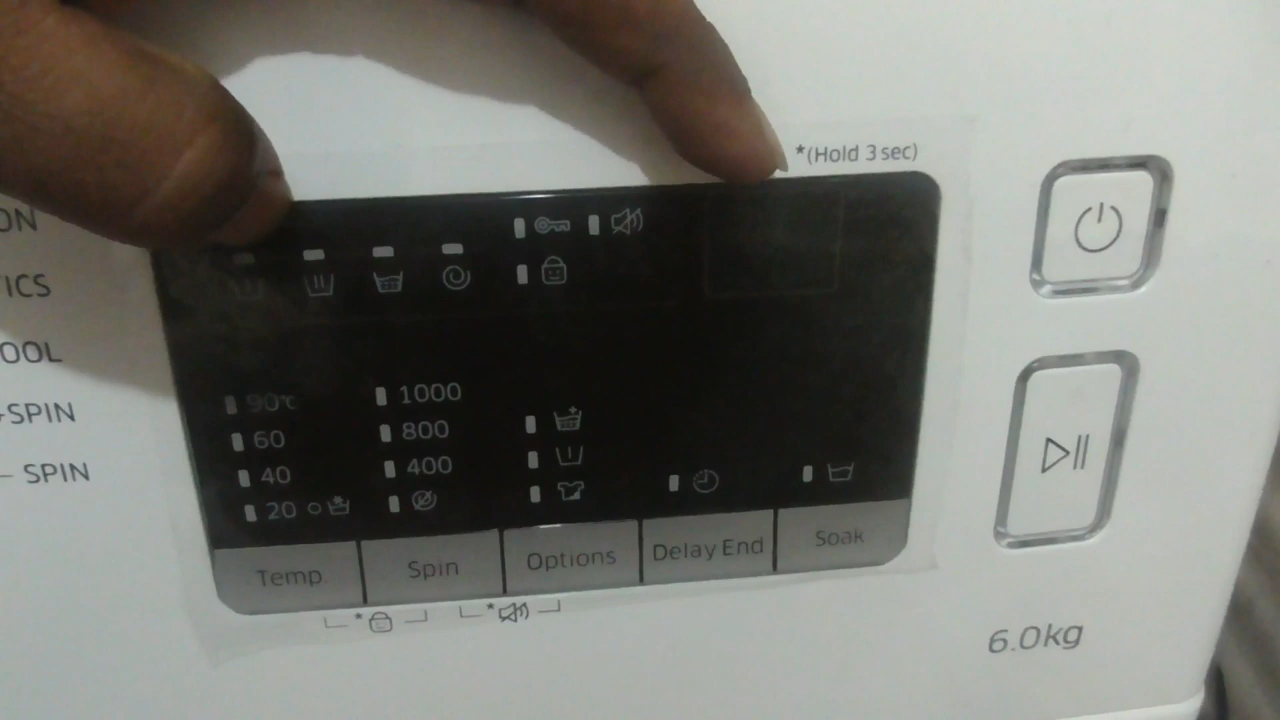 *(Hold 3 sec)
ON
ICS
OOL
+SPIN
– SPIN
90℃
60
40
20
1000
800
400
Temp
Spin
Options
Delay End
Soak
*
*
6.0kg